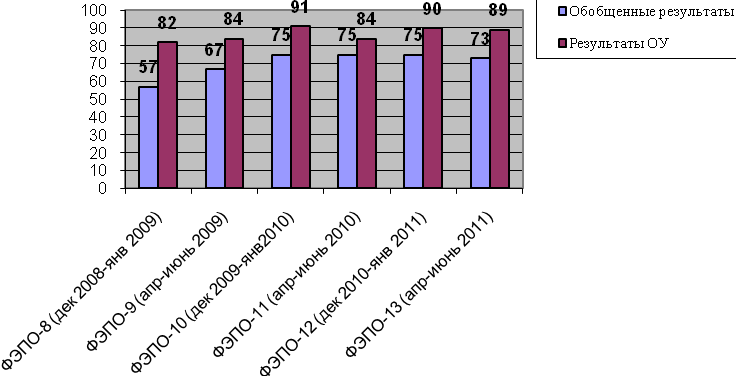 100
90
80
70
60
50
40
30
20
10
0
57
82
67
84
75
91
75
84
75
90
73
89
Обобщенные результаты
Результаты ОУ
ФЭПО-8 (дек 2008-янв 2009)
ФЭПО-9 (апр-июнь 2009)
ФЭПО-10 (дек 2009-янв2010)
ФЭПО-11 (апр-июнь 2010)
ФЭПО-12 (дек 2010-янв 2011)
ФЭПО-13 (апр-июнь 2011)